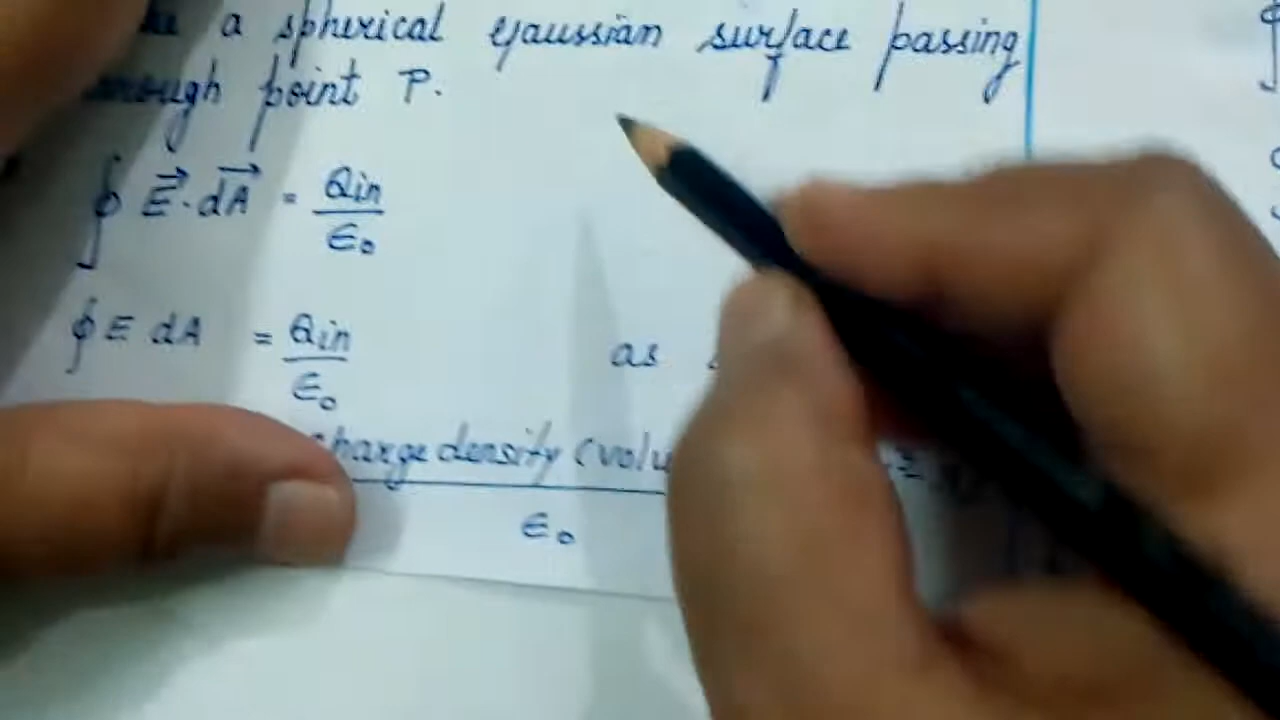 a spherical gaussian surface passing
through point P.
∮ E⃗ · dA⃗ = Qin / ϵ₀
∮ E dA = Qin / ϵ₀ as
charge density (volu
ϵ₀